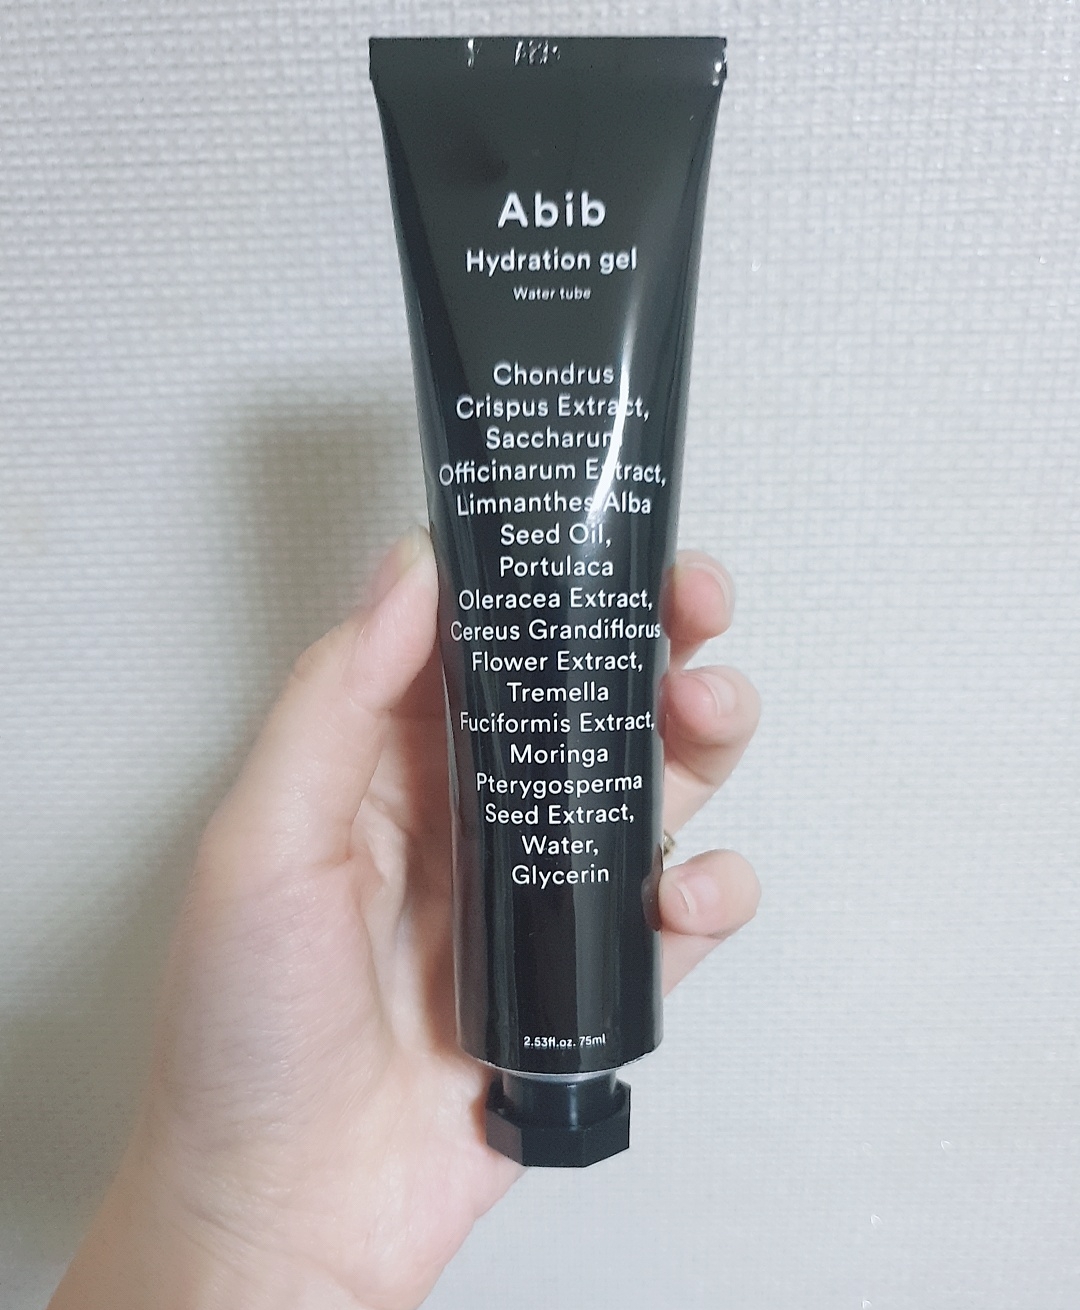 Abib
Hydration gel
Water tube
Chondrus
Crispus Extract,
Saccharum
Officinarum Extract,
Limnanthes Alba
Seed Oil,
Portulaca
Oleracea Extract,
Cereus Grandiflorus
Flower Extract,
Tremella
Fuciformis Extract,
Moringa
Pterygosperma
Seed Extract,
Water,
Glycerin
2.53fl.oz. 75ml